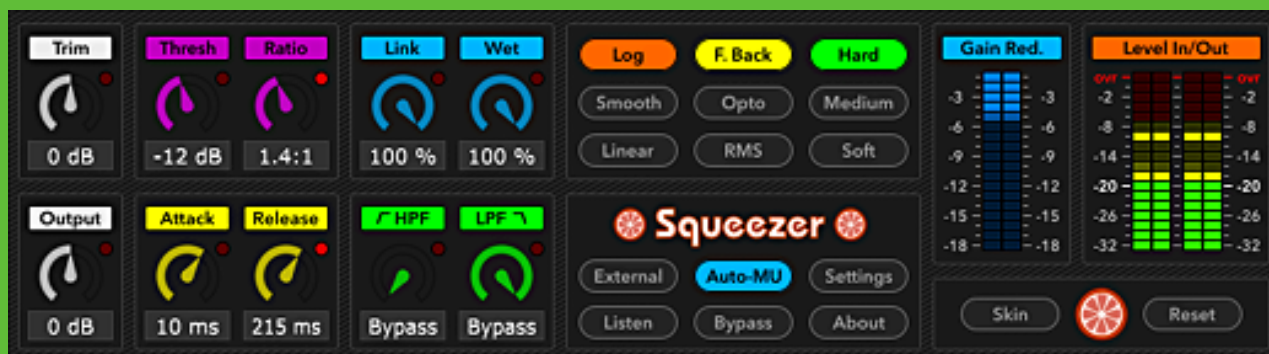 Trim
0 dB
Thresh Ratio
-12 dB 1.4:1
Link Wet
100 % 100 %
Log F. Back Hard
Smooth Opto Medium
Linear RMS Soft
Gain Red.
-3 -3
-6 -6
-9 -9
-12 -12
-15 -15
-18 -18
Level In/Out
ovr ovr
-2 -2
-8 -8
-14 -14
-20 -20
-26 -26
-32 -32
Output
0 dB
Attack Release
10 ms 215 ms
HPF LPF
Bypass Bypass
Squeezer
External Auto-MU Settings
Listen Bypass About
Skin Reset